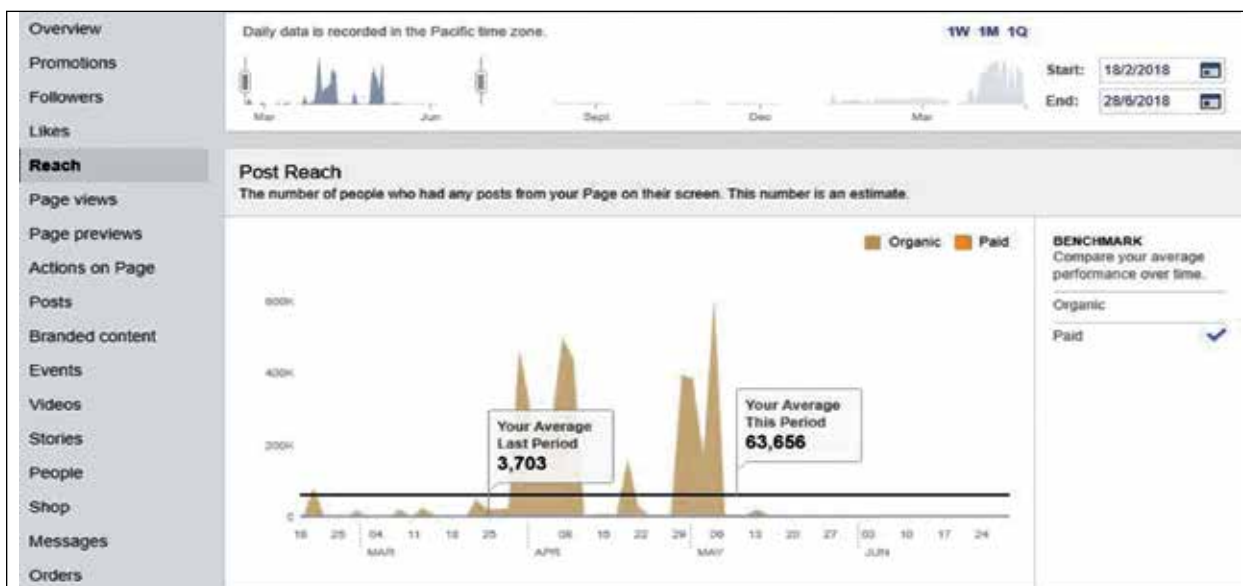 Overview
Promotions
Followers
Likes
Reach
Page views
Page previews
Actions on Page
Posts
Branded content
Events
Videos
Stories
People
Shop
Messages
Orders
Daily data is recorded in the Pacific time zone.
1W 1M 1Q
Start: 18/2/2018
End: 28/6/2018
Mar Jun Sept Dec Mar
Post Reach
The number of people who had any posts from your Page on their screen. This number is an estimate.
Organic Paid
BENCHMARK
Compare your average
performance over time.
Organic
Paid
600K
400K
200K
0
Your Average
Last Period
3,703
Your Average
This Period
63,656
18 25 04 11 18 25 08 15 22 29 06 13 20 27 03 10 17 24
MAR APR MAY JUN